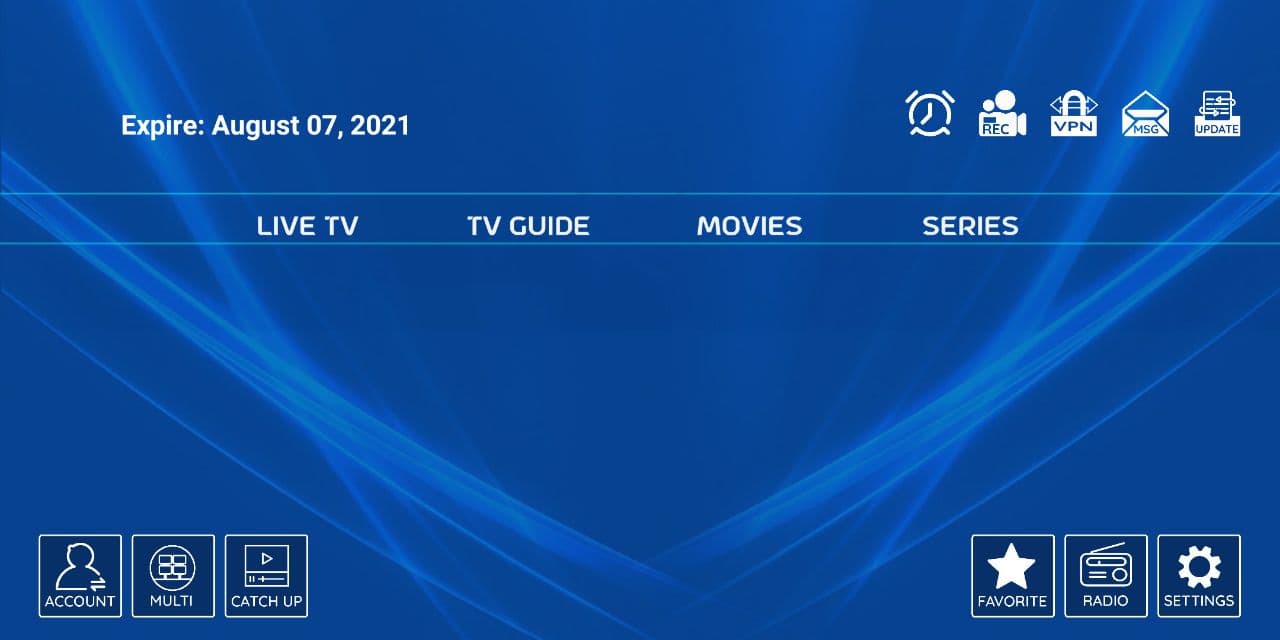 Expire: August 07, 2021
REC
VPN
MSG
UPDATE
LIVE TV
TV GUIDE
MOVIES
SERIES
ACCOUNT
MULTI
CATCH UP
FAVORITE
RADIO
SETTINGS